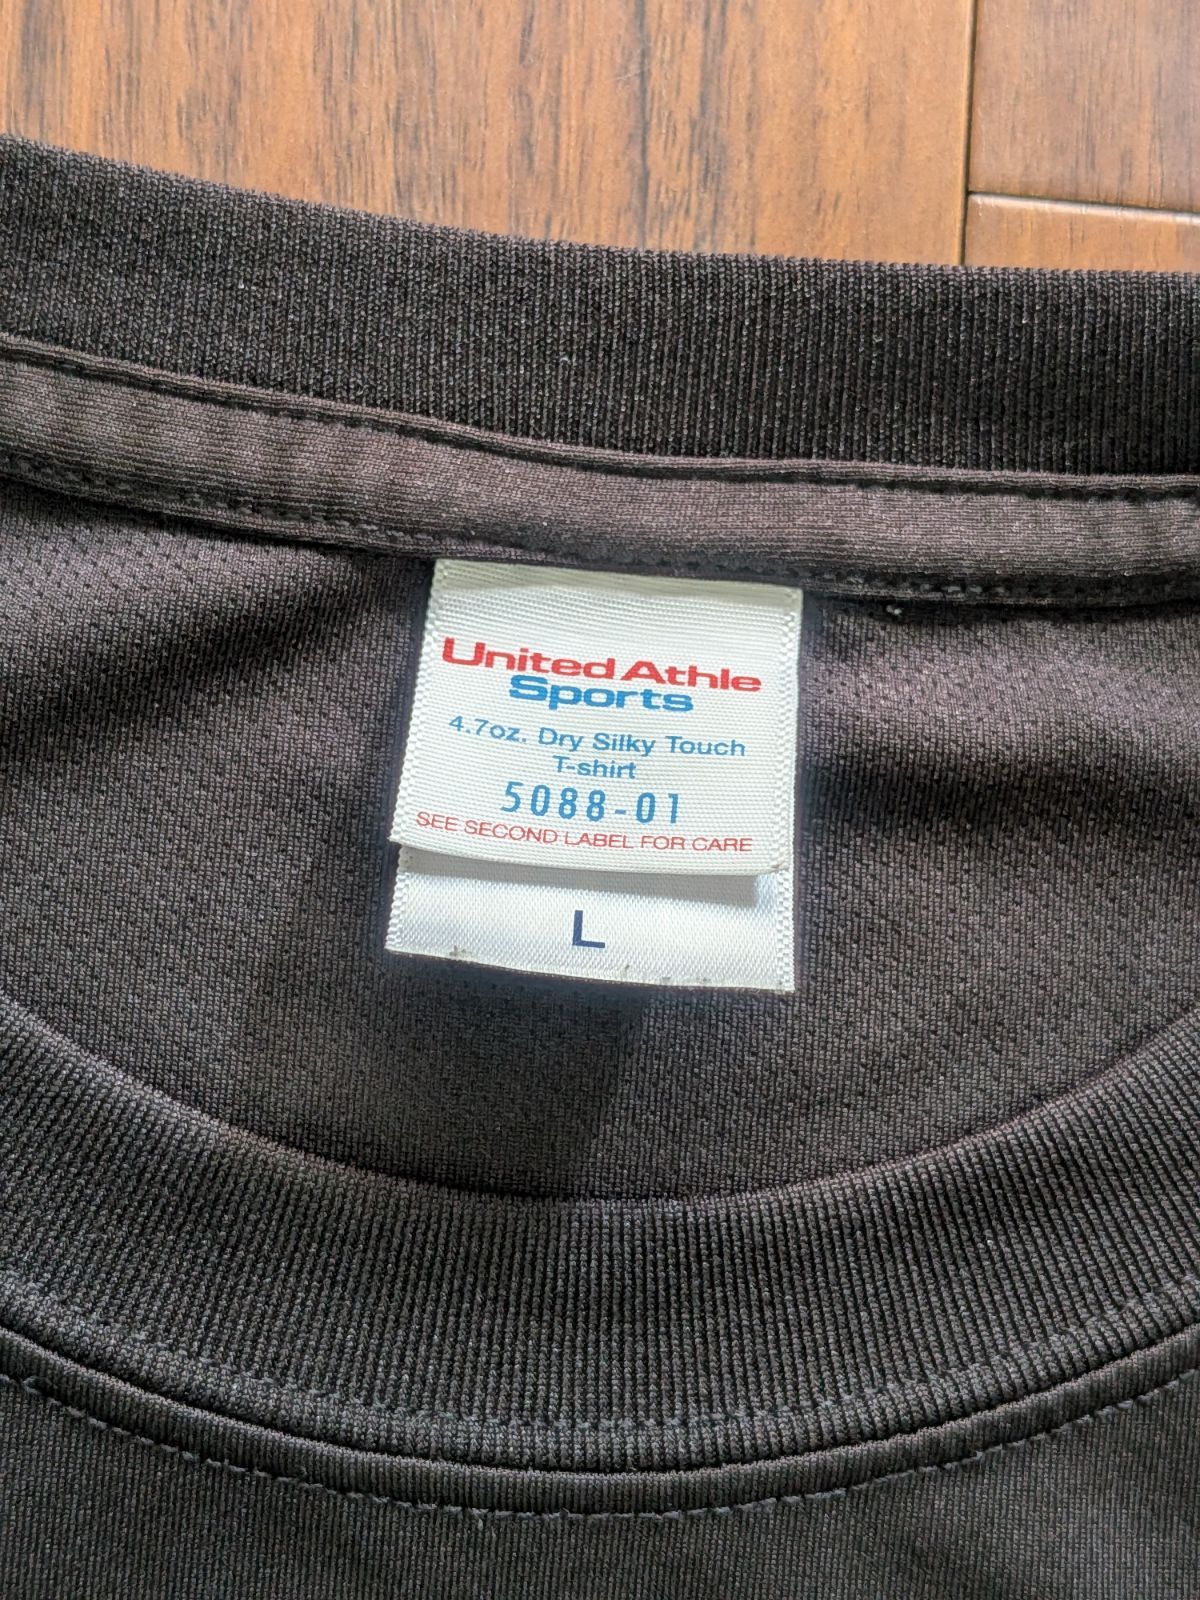 United Athle
Sports
4.7oz. Dry Silky Touch
T-shirt
5088-01
SEE SECOND LABEL FOR CARE
L